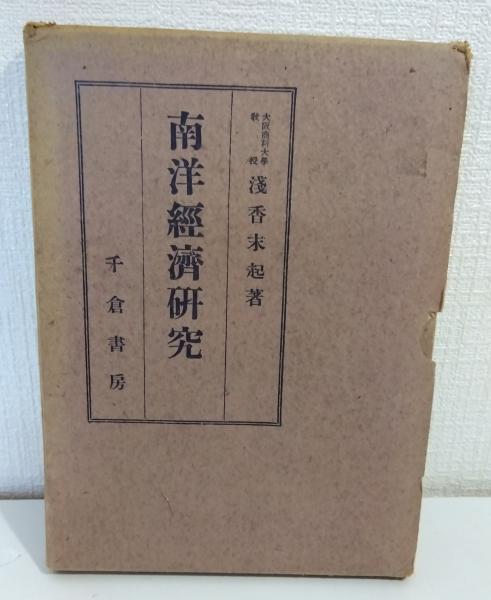 大阪商科大學
教授
淺香末起著
南洋經濟硏究
千倉書房